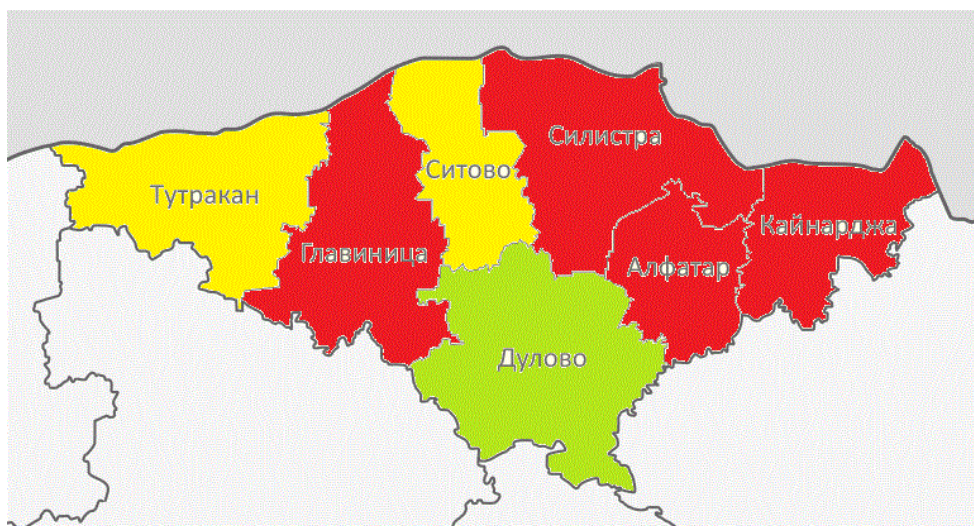 Силистра
Ситово
Тутракан
Кайнарджа
Главиница
Алфатар
Дулово